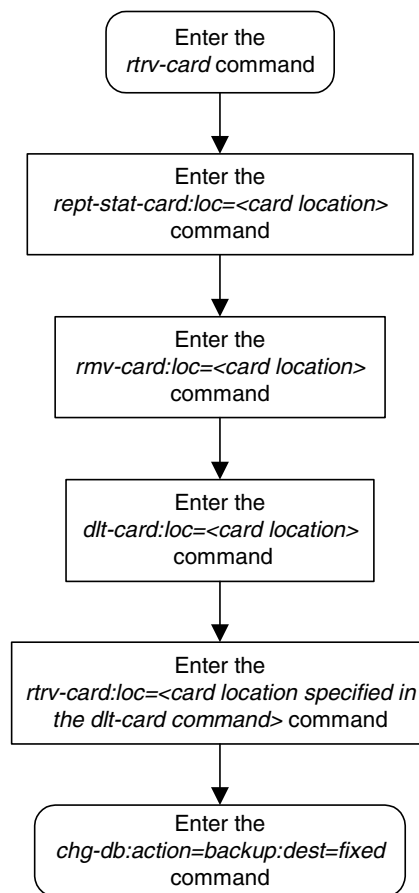 Enter the
rtrv-card command
Enter the
rept-stat-card:loc=<card location>
command
Enter the
rmv-card:loc=<card location>
command
Enter the
dlt-card:loc=<card location>
command
Enter the
rtrv-card:loc=<card location specified in
the dlt-card command> command
Enter the
chg-db:action=backup:dest=fixed
command